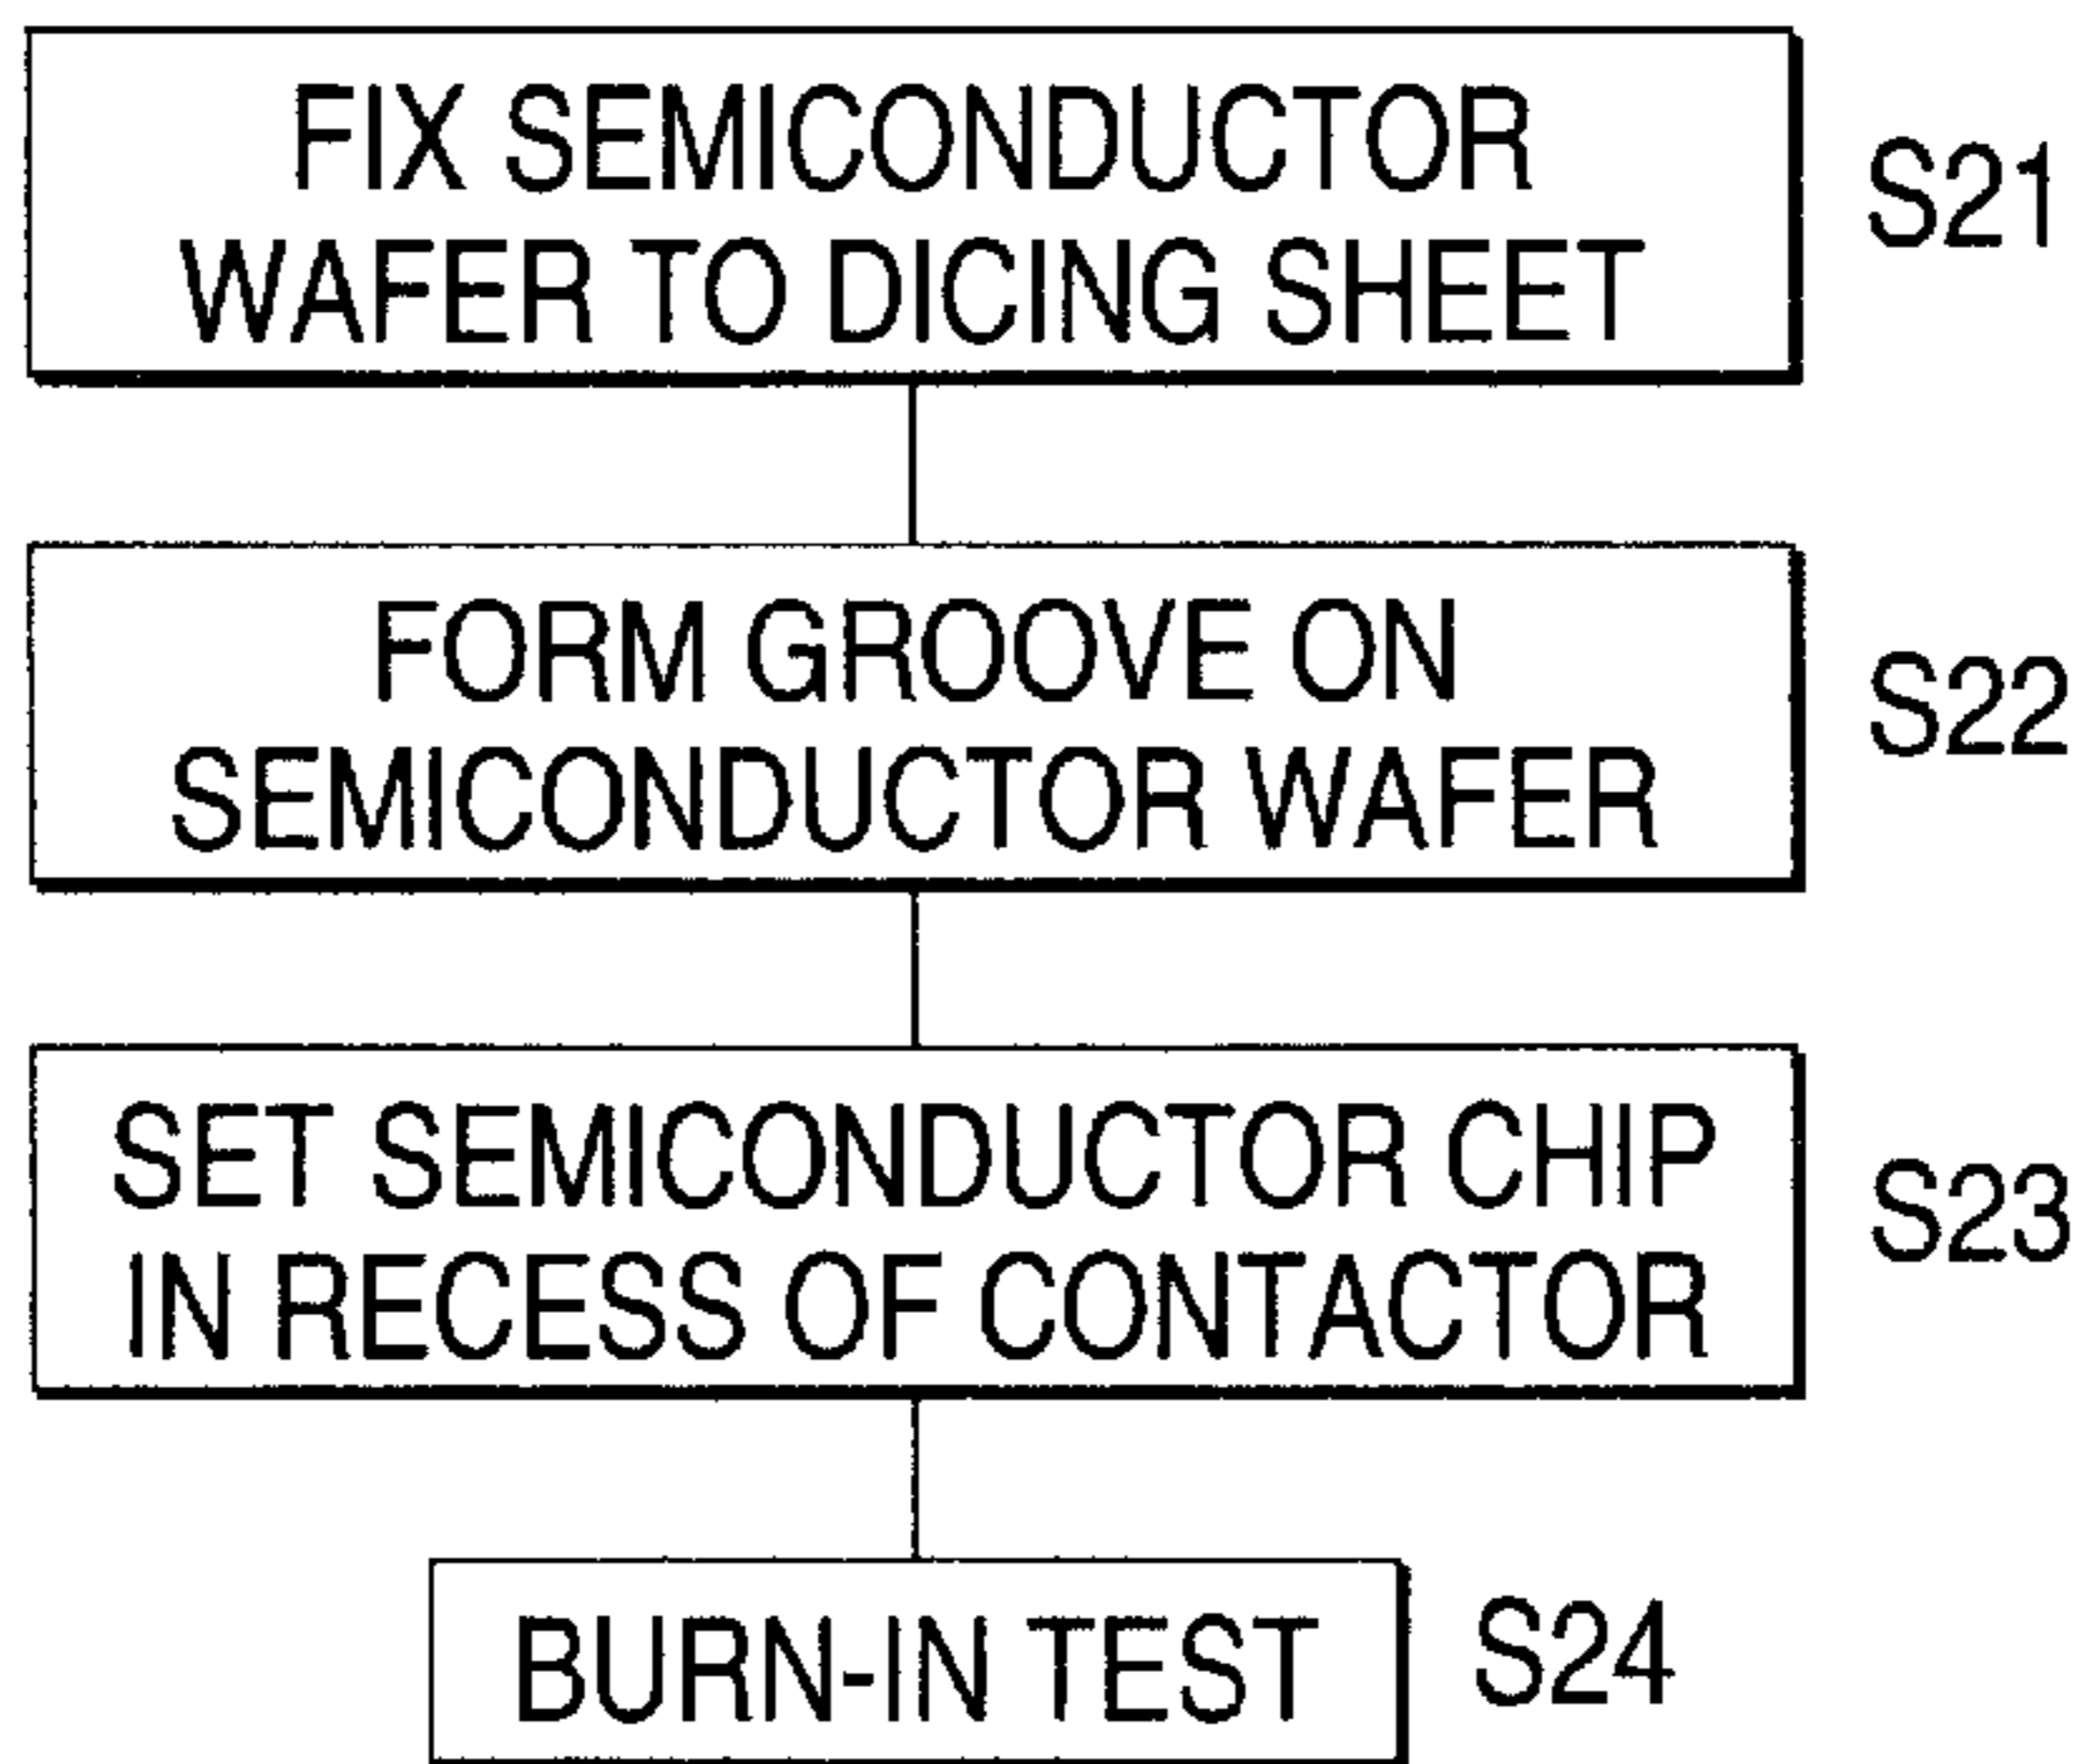 FIX SEMICONDUCTOR
WAFER TO DICING SHEET
S21
FORM GROOVE ON
SEMICONDUCTOR WAFER
S22
SET SEMICONDUCTOR CHIP
IN RECESS OF CONTACTOR
S23
BURN-IN TEST
S24